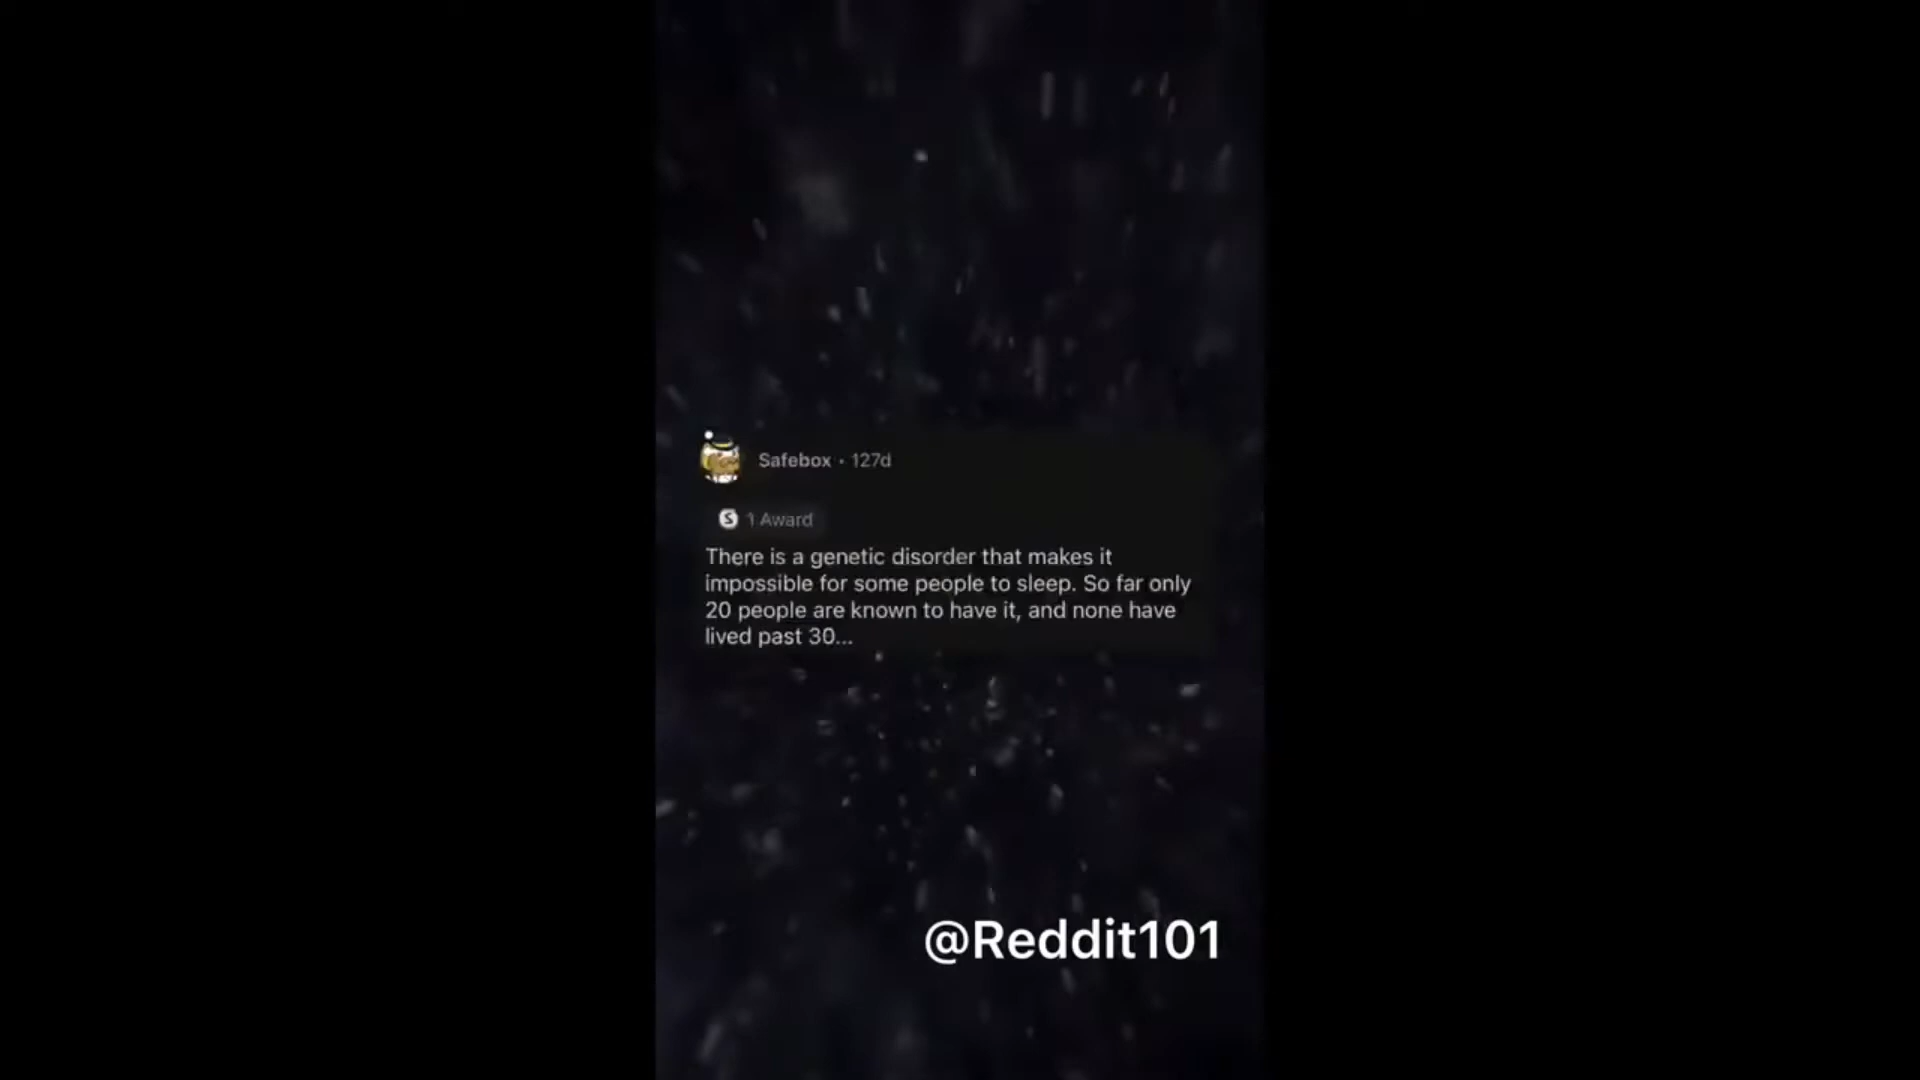 Safebox · 127d
1 Award
There is a genetic disorder that makes it
impossible for some people to sleep. So far only
20 people are known to have it, and none have
lived past 30...
@Reddit101